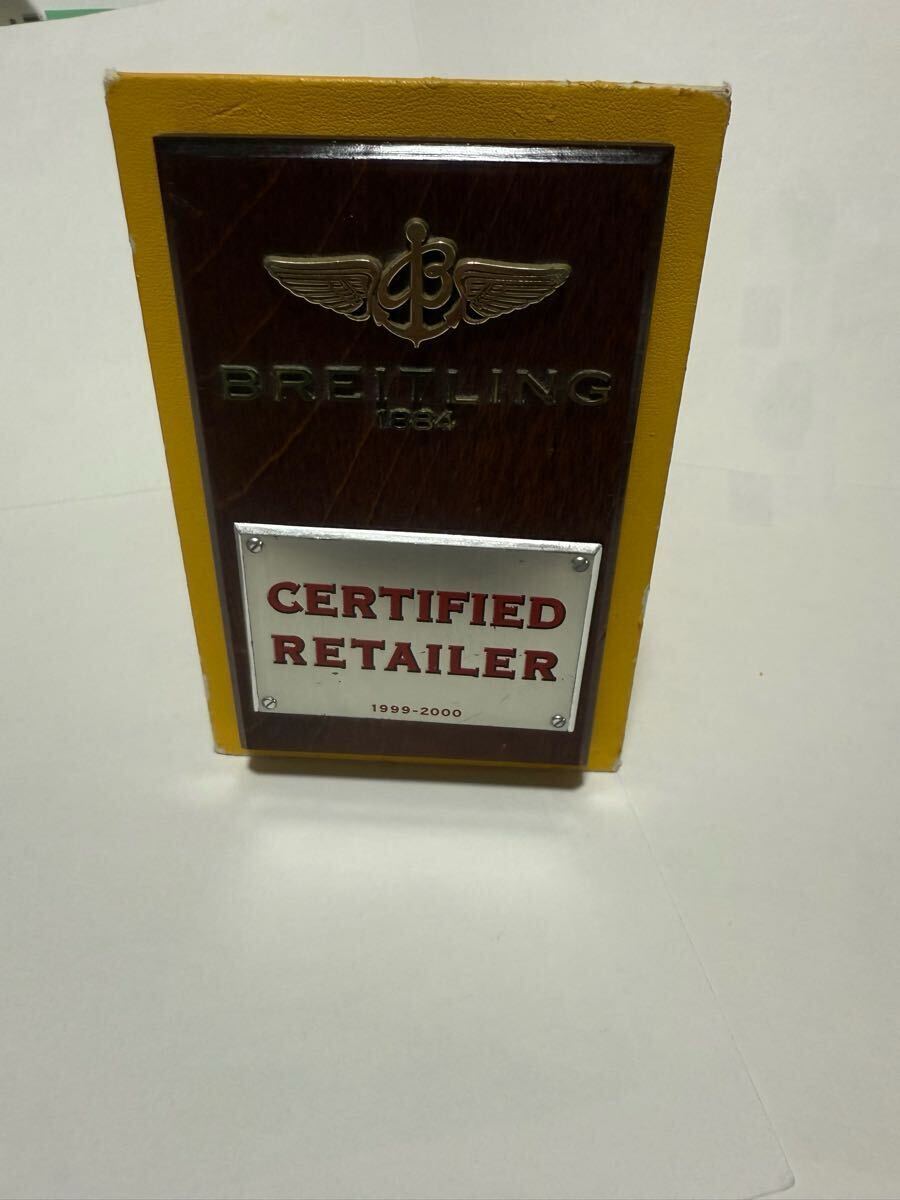 B
BREITLING
1884
CERTIFIED
RETAILER
1999-2000